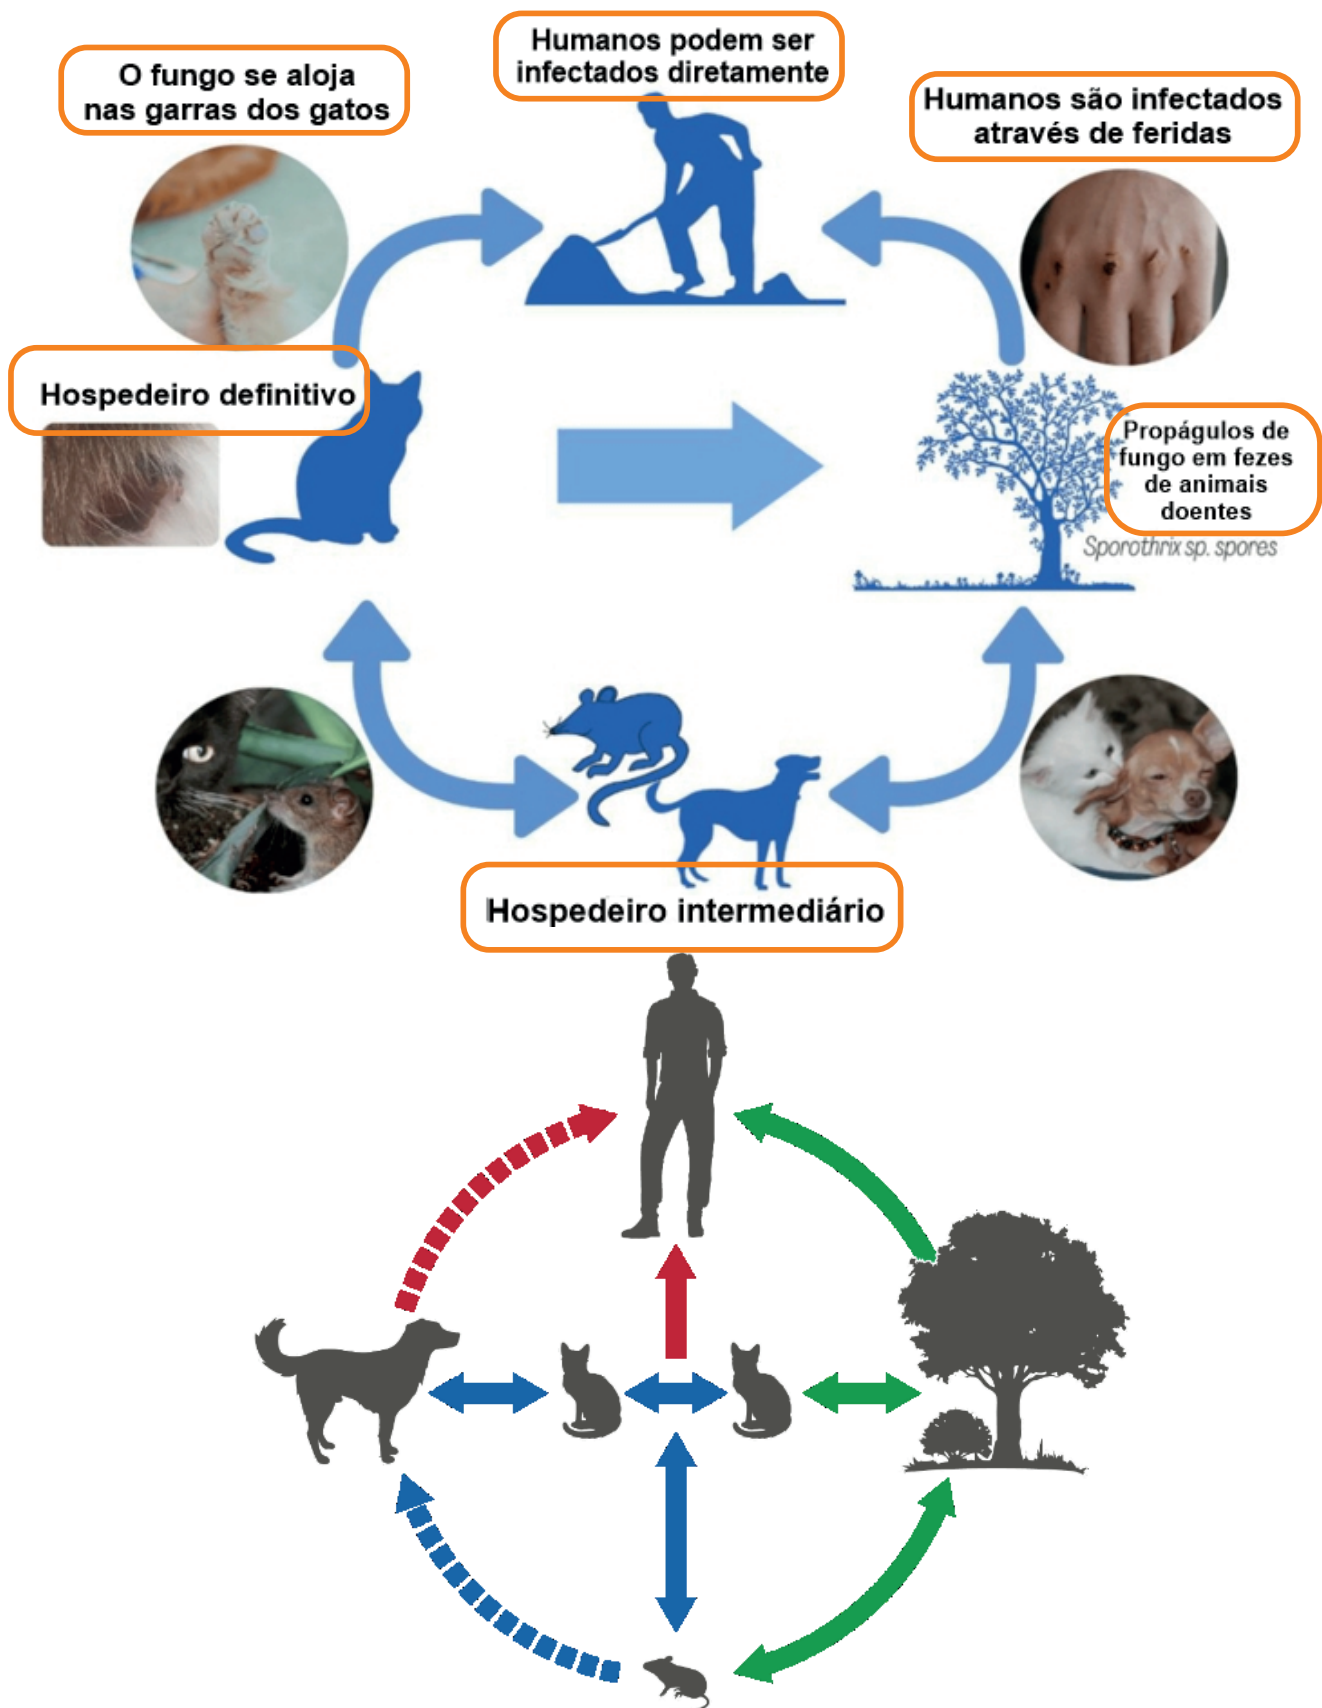 Humanos podem ser
infectados diretamente
O fungo se aloja
nas garras dos gatos
Humanos são infectados
através de feridas
Hospedeiro definitivo
Propágulos de
fungo em fezes
de animais
doentes
Sporothrix sp. spores
Hospedeiro intermediário